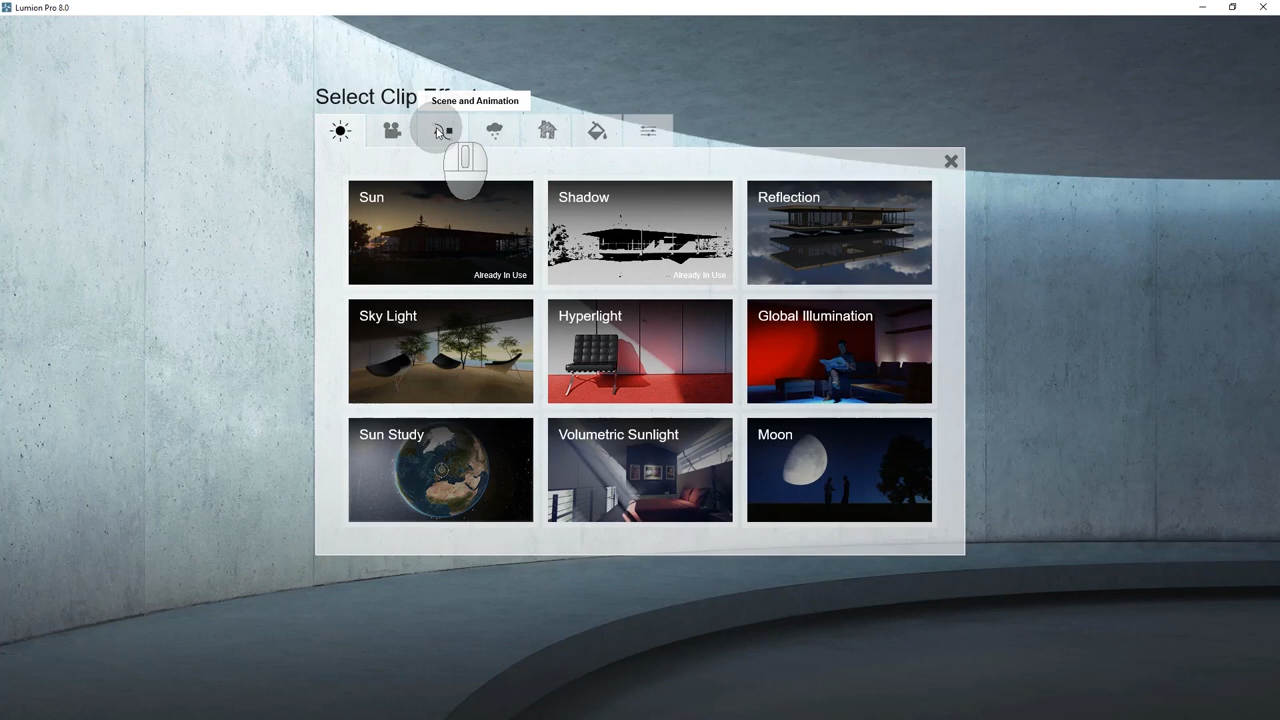 Lumion Pro 8.0
Select Clip
Scene and Animation
Sun
Already In Use
Shadow
Already In Use
Reflection
Sky Light
Hyperlight
Global Illumination
Sun Study
Volumetric Sunlight
Moon